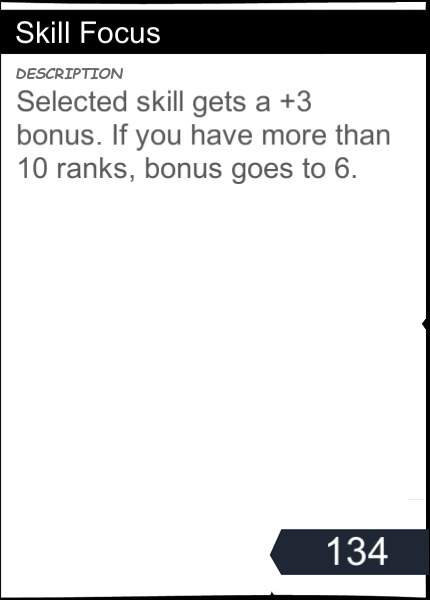 Skill Focus
DESCRIPTION
Selected skill gets a +3
bonus. If you have more than
10 ranks, bonus goes to 6.
134